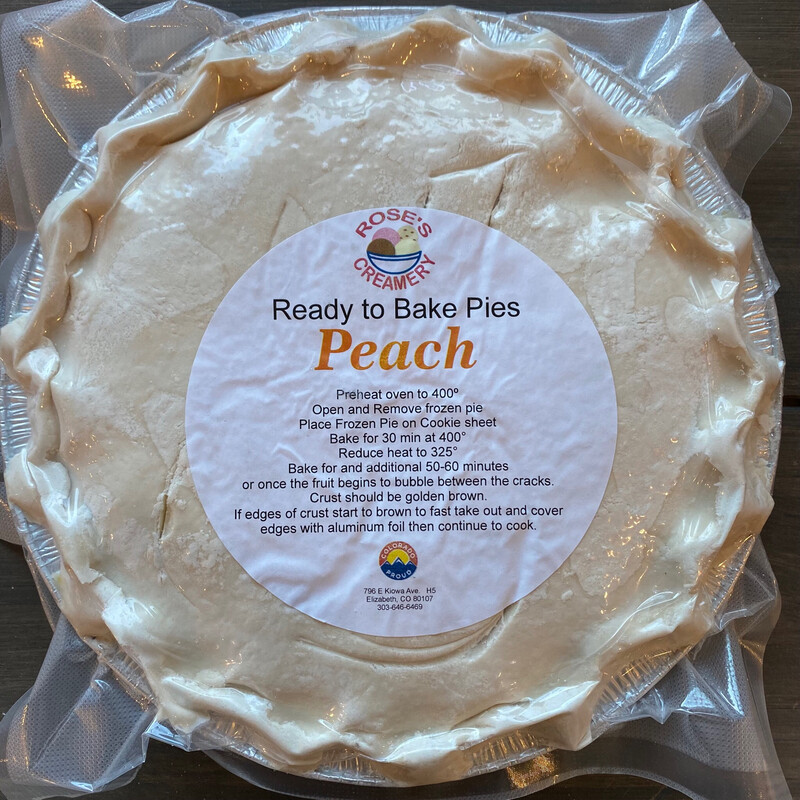 ROSE'S
CREAMERY
Ready to Bake Pies
Peach
Preheat oven to 400º
Open and Remove frozen pie
Place Frozen Pie on Cookie sheet
Bake for 30 min at 400°
Reduce heat to 325°
Bake for and additional 50-60 minutes
or once the fruit begins to bubble between the cracks.
Crust should be golden brown.
If edges of crust start to brown to fast take out and cover
edges with aluminum foil then continue to cook.
COLORADO
PROUD
796 E Kiowa Ave. H5
Elizabeth, CO 80107
303-646-6469